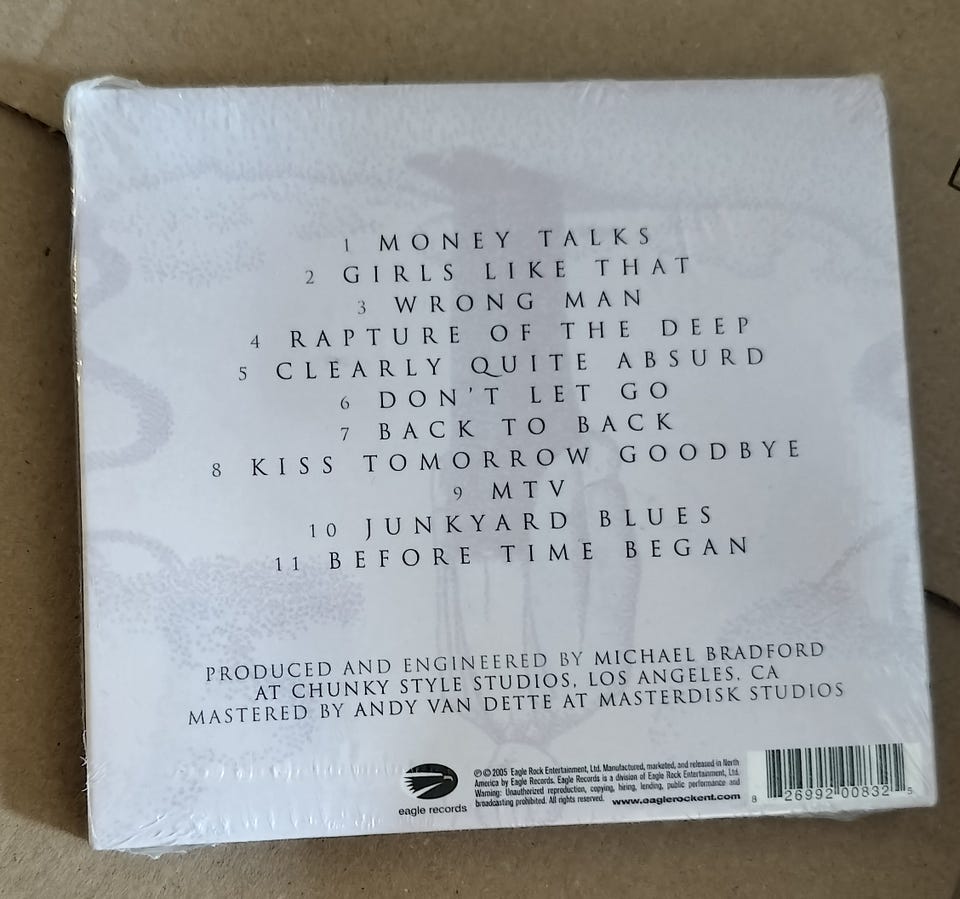 1 MONEY TALKS
2 GIRLS LIKE THAT
3 WRONG MAN
4 RAPTURE OF THE DEEP
5 CLEARLY QUITE ABSURD
6 DON'T LET GO
7 BACK TO BACK
8 KISS TOMORROW GOODBYE
9 MTV
10 JUNKYARD BLUES
11 BEFORE TIME BEGAN
PRODUCED AND ENGINEERED BY MICHAEL BRADFORD
AT CHUNKY STYLE STUDIOS, LOS ANGELES, CA
MASTERED BY ANDY VAN DETTE AT MASTERDISK STUDIOS
eagle records
℗ © 2005 Eagle Rock Entertainment, Ltd. Manufactured, marketed, and released in North
America by Eagle Records. Eagle Records is a division of Eagle Rock Entertainment, Ltd.
Warning: Unauthorized reproduction, copying, hiring, lending, public performance and
broadcasting prohibited. All rights reserved. www.eaglerockent.com
8 26992 00832 5